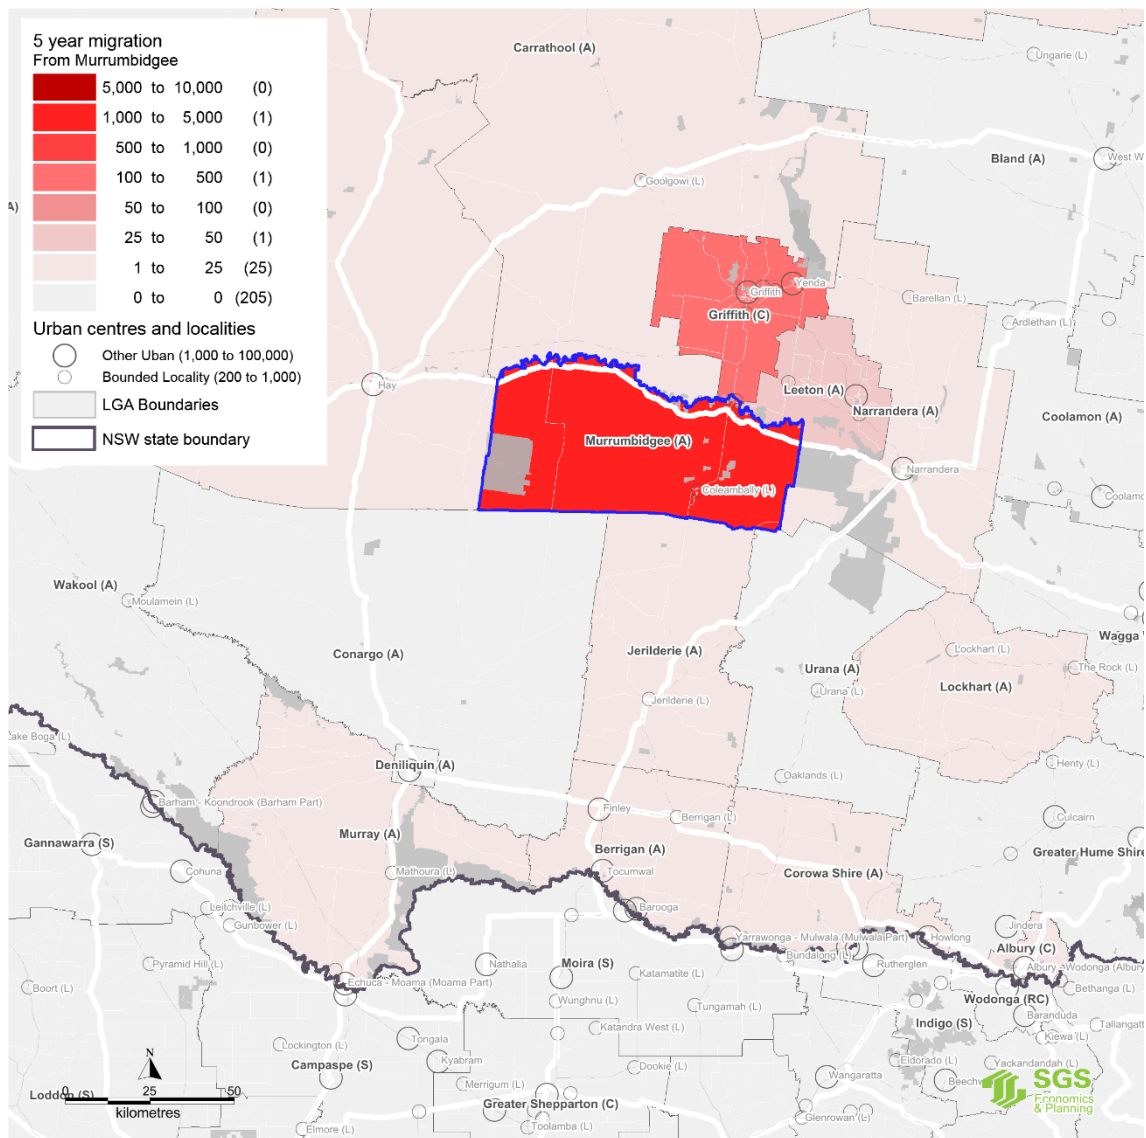 5 year migration
From Murrumbidgee
5,000 to 10,000 (0)
1,000 to 5,000 (1)
500 to 1,000 (0)
100 to 500 (1)
50 to 100 (0)
25 to 50 (1)
1 to 25 (25)
0 to 0 (205)
Urban centres and localities
Other Uban (1,000 to 100,000)
Bounded Locality (200 to 1,000)
LGA Boundaries
NSW state boundary
Carrathool (A)
Ungarie (L)
Bland (A)
West W
A)
Goolgowi (L)
Griffith
Yenda
Griffith (C)
Barellan (L)
Ardlethan (L)
Hay
Leeton (A)
Narrandera (A)
Coolamon (A)
Murrumbidgee (A)
Narrandera
Coleambally (L)
Coolamo
Wakool (A)
Moulamein (L)
Wagga
Conargo (A)
Jerilderie (A)
Lockhart (L)
Urana (A)
The Rock (L)
Lockhart (A)
Urana (L)
Jerilderie (L)
Lake Boga (L)
Deniliquin (A)
Henty (L)
Oaklands (L)
Barham - Koondrook (Barham Part)
Finley
Berrigan (L)
Culcairn
Gannawarra (S)
Murray (A)
Berrigan (A)
Greater Hume Shire
Cohuna
Mathoura (L)
Tocumwal
Corowa Shire (A)
Leitchville (L)
Barooga
Gunbower (L)
Jindera
Yarrawonga - Mulwala (Mulwala Part)
Howlong
Albury (C)
Bundalong (L)
Pyramid Hill (L)
Nathalia
Moira (S)
Katamatite (L)
Rutherglen
Albury - Wodonga (Albury
Boort (L)
Echuca - Moama (Moama Part)
Bethanga (L)
Wodonga (RC)
Wunghnu (L)
Tungamah (L)
Baranduda
Indigo (S)
Katandra West (L)
Tallangat
Tongala
Kiewa (L)
Lockington (L)
Kyabram
Eldorado (L)
Yackandandah (L)
Campaspe (S)
Dookie (L)
Wangaratta
Beechw
Merrigum (L)
Loddon (S)
Greater Shepparton (C)
Glenrowan (L)
Toolamba (L)
Elmore (L)
N
0 25 50
kilometres
SGS
Economics
& Planning